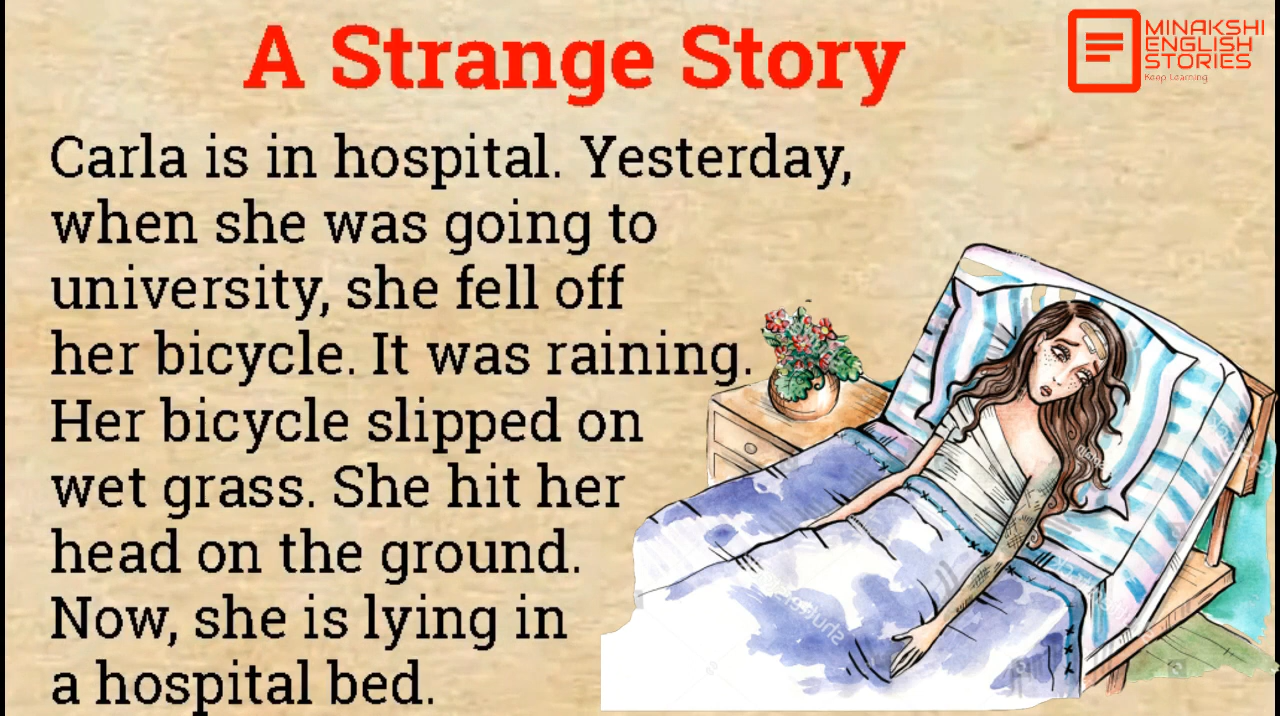 A Strange Story
MINAKSHI
ENGLISH
STORIES
Keep Learning
Carla is in hospital. Yesterday,
when she was going to
university, she fell off
her bicycle. It was raining.
Her bicycle slipped on
wet grass. She hit her
head on the ground.
Now, she is lying in
a hospital bed.